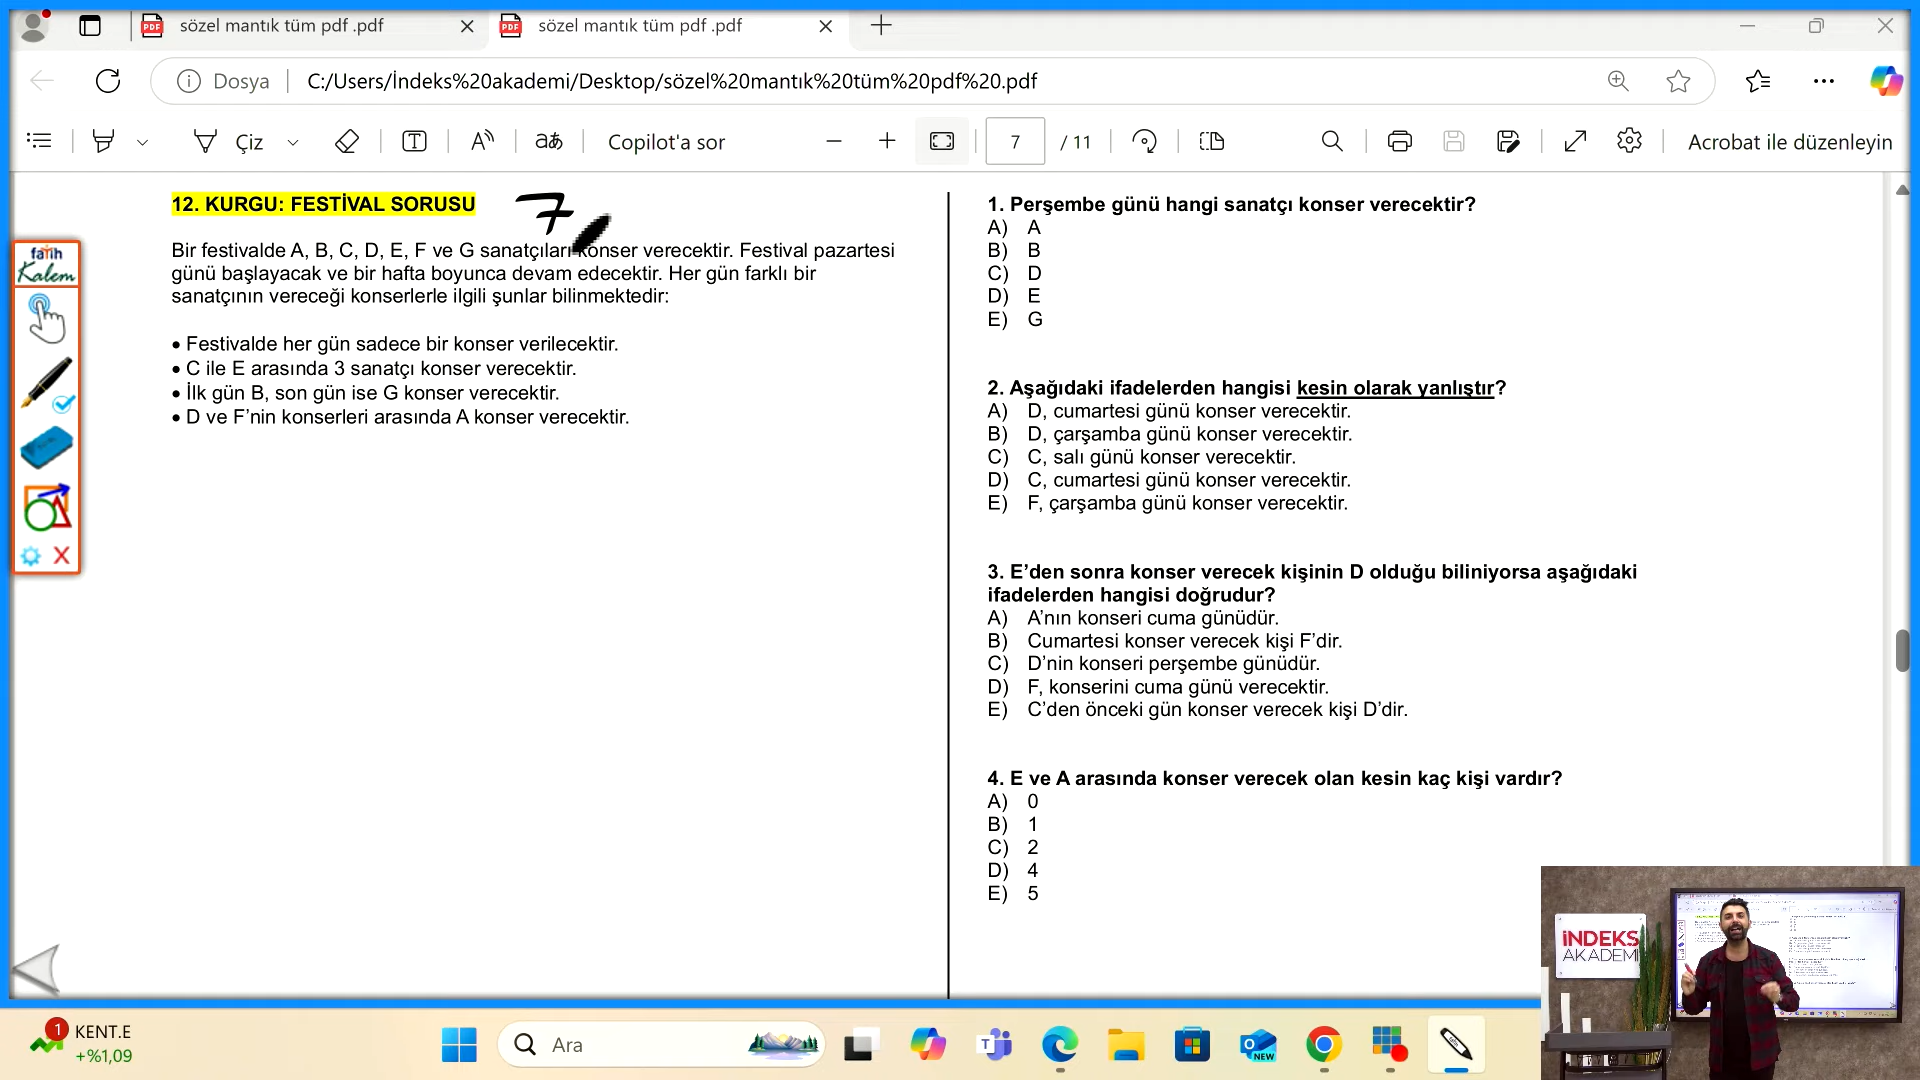 sözel mantık tüm pdf .pdf
sözel mantık tüm pdf .pdf
Dosya
C:/Users/İndeks%20akademi/Desktop/sözel%20mantık%20tüm%20pdf%20.pdf
Çiz
Copilot'a sor
7
/ 11
Acrobat ile düzenleyin
12. KURGU: FESTİVAL SORUSU
7
Bir festivalde A, B, C, D, E, F ve G sanatçıları konser verecektir. Festival pazartesi
günü başlayacak ve bir hafta boyunca devam edecektir. Her gün farklı bir
sanatçının vereceği konserlerle ilgili şunlar bilinmektedir:
• Festivalde her gün sadece bir konser verilecektir.
• C ile E arasında 3 sanatçı konser verecektir.
• İlk gün B, son gün ise G konser verecektir.
• D ve F’nin konserleri arasında A konser verecektir.
1. Perşembe günü hangi sanatçı konser verecektir?
A) A
B) B
C) D
D) E
E) G
2. Aşağıdaki ifadelerden hangisi kesin olarak yanlıştır?
A) D, cumartesi günü konser verecektir.
B) D, çarşamba günü konser verecektir.
C) C, salı günü konser verecektir.
D) C, cumartesi günü konser verecektir.
E) F, çarşamba günü konser verecektir.
3. E’den sonra konser verecek kişinin D olduğu biliniyorsa aşağıdaki
ifadelerden hangisi doğrudur?
A) A’nın konseri cuma günüdür.
B) Cumartesi konser verecek kişi F’dir.
C) D’nin konseri perşembe günüdür.
D) F, konserini cuma günü verecektir.
E) C’den önceki gün konser verecek kişi D’dir.
4. E ve A arasında konser verecek olan kesin kaç kişi vardır?
A) 0
B) 1
C) 2
D) 4
E) 5
fatih
Kalem
İNDEKS
AKADEMİ
1
KENT.E
+%1,09
Ara
NEW